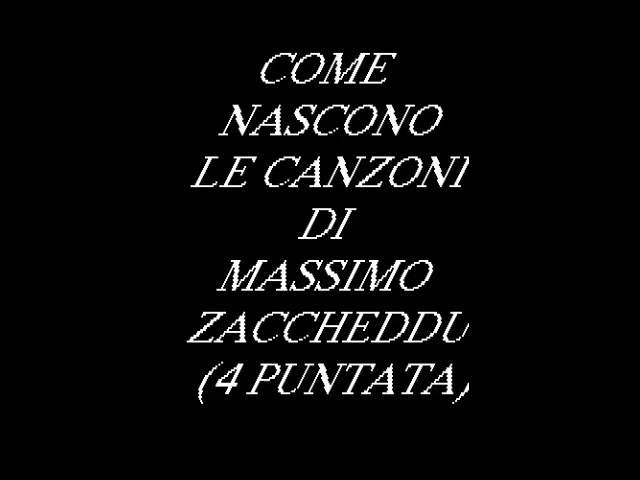 COME
NASCONO
LE CANZONI
DI
MASSIMO
ZACCHEDDU
(4 PUNTATA)